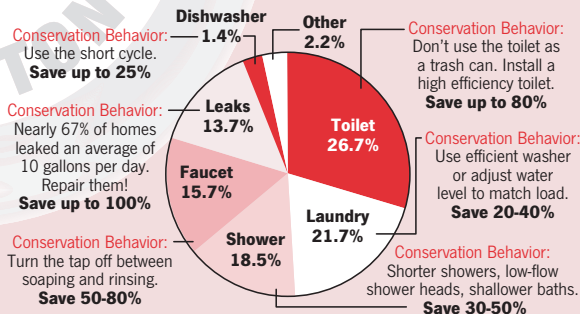 TON
Dishwasher
1.4%
Other
2.2%
Conservation Behavior:
Use the short cycle.
Save up to 25%
Conservation Behavior:
Don't use the toilet as
a trash can. Install a
high efficiency toilet.
Save up to 80%
Leaks
13.7%
Toilet
26.7%
Conservation Behavior:
Nearly 67% of homes
leaked an average of
10 gallons per day.
Repair them!
Save up to 100%
Conservation Behavior:
Use efficient washer
or adjust water
level to match load.
Save 20-40%
Faucet
15.7%
Laundry
21.7%
Shower
18.5%
Conservation Behavior:
Turn the tap off between
soaping and rinsing.
Save 50-80%
Conservation Behavior:
Shorter showers, low-flow
shower heads, shallower baths.
Save 30-50%